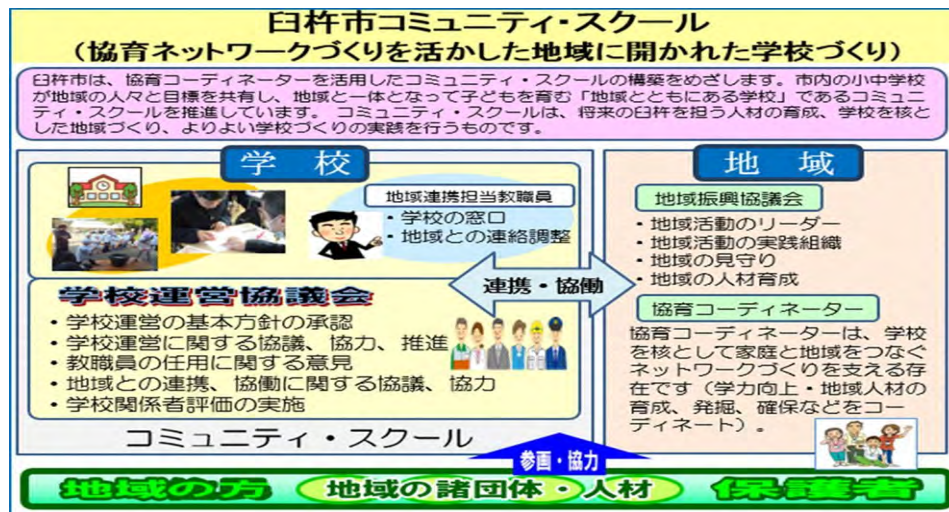 臼杵市コミュニティ・スクール
（協育ネットワークづくりを活かした地域に開かれた学校づくり）
臼杵市は、協育コーディネーターを活用したコミュニティ・スクールの構築をめざします。市内の小中学校
が地域の人々と目標を共有し、地域と一体となって子どもを育む「地域とともにある学校」であるコミュニ
ティ・スクールを推進しています。 コミュニティ・スクールは、将来の臼杵を担う人材の育成、学校を核と
した地域づくり、よりよい学校づくりの実践を行うものです。
学 校
地域連携担当教職員
・学校の窓口
・地域との連絡調整
学校運営協議会
・学校運営の基本方針の承認
・学校運営に関する協議、協力、推進
・教職員の任用に関する意見
・地域との連携、協働に関する協議、協力
・学校関係者評価の実施
コミュニティ・スクール
連携・協働
地 域
地域振興協議会
・地域活動のリーダー
・地域活動の実践組織
・地域の見守り
・地域の人材育成
協育コーディネーター
協育コーディネーターは、学校
を核として家庭と地域をつなぐ
ネットワークづくりを支える存
在です（学力向上・地域人材の
育成、発掘、確保などをコー
ディネート）。
参画・協力
地域の方 地域の諸団体・人材 保護者